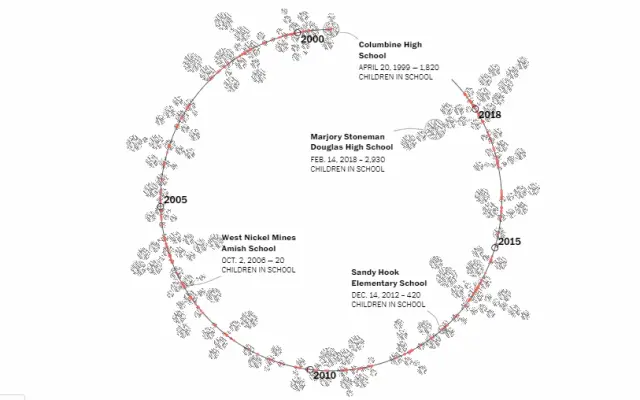 2000
Columbine High
School
APRIL 20, 1999 — 1,820
CHILDREN IN SCHOOL
2018
Marjory Stoneman
Douglas High School
FEB. 14, 2018 – 2,930
CHILDREN IN SCHOOL
2005
West Nickel Mines
Amish School
OCT. 2, 2006 — 20
CHILDREN IN SCHOOL
2015
Sandy Hook
Elementary School
DEC. 14, 2012 – 420
CHILDREN IN SCHOOL
2010